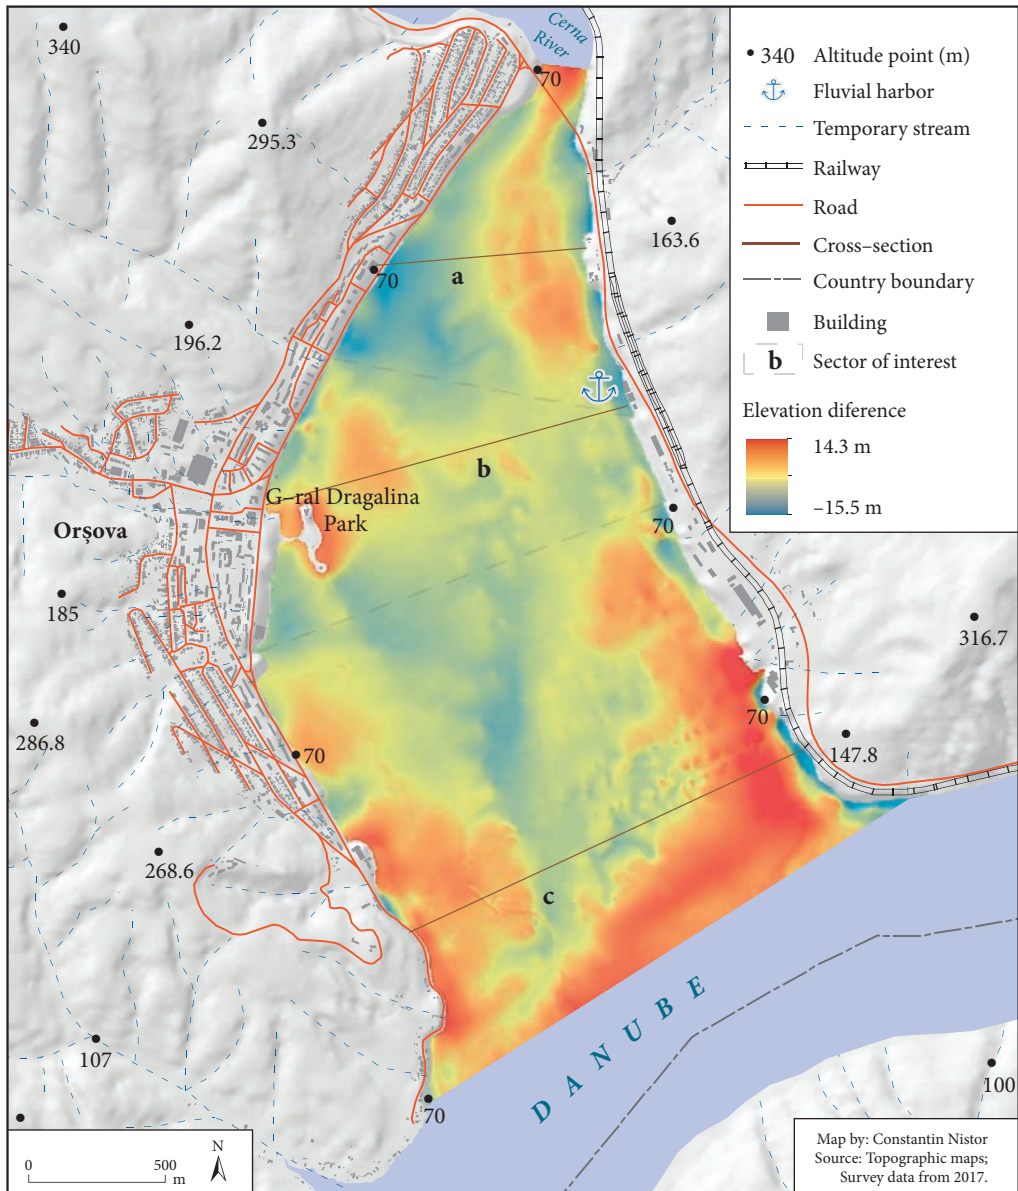 340
Cerna
River
70
295.3
163.6
70
a
196.2
b
G–ral Dragalina
Park
70
Orșova
185
316.7
286.8
70
70
147.8
268.6
c
DANUBE
107
100
70
340 Altitude point (m)
Fluvial harbor
Temporary stream
Railway
Road
Cross–section
Country boundary
Building
b Sector of interest
Elevation diference
14.3 m
–15.5 m
N
0 500
m
Map by: Constantin Nistor
Source: Topographic maps;
Survey data from 2017.